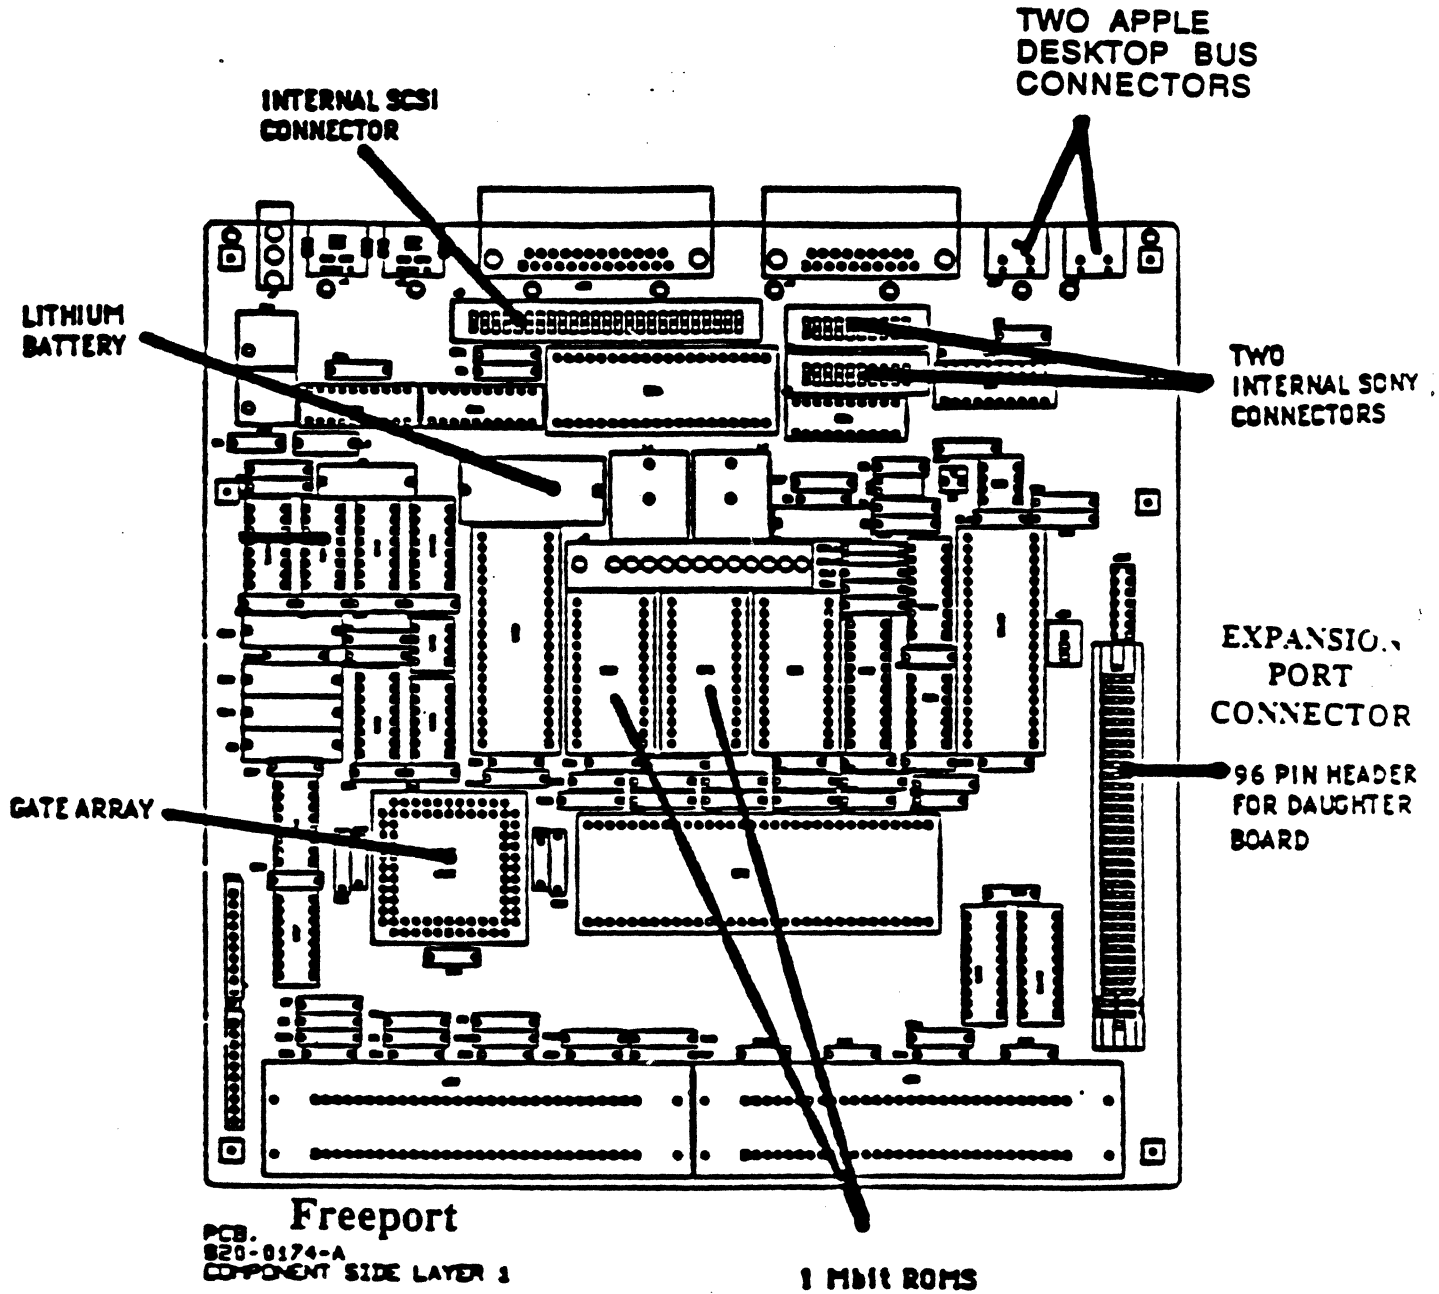 TWO APPLE
DESKTOP BUS
CONNECTORS
INTERNAL SCSI
CONNECTOR
LITHIUM
BATTERY
TWO
INTERNAL SONY
CONNECTORS
EXPANSION
PORT
CONNECTOR
96 PIN HEADER
FOR DAUGHTER
BOARD
GATE ARRAY
Freeport
PCB.
820-0174-A
COMPONENT SIDE LAYER 1
1 Mbit ROMS